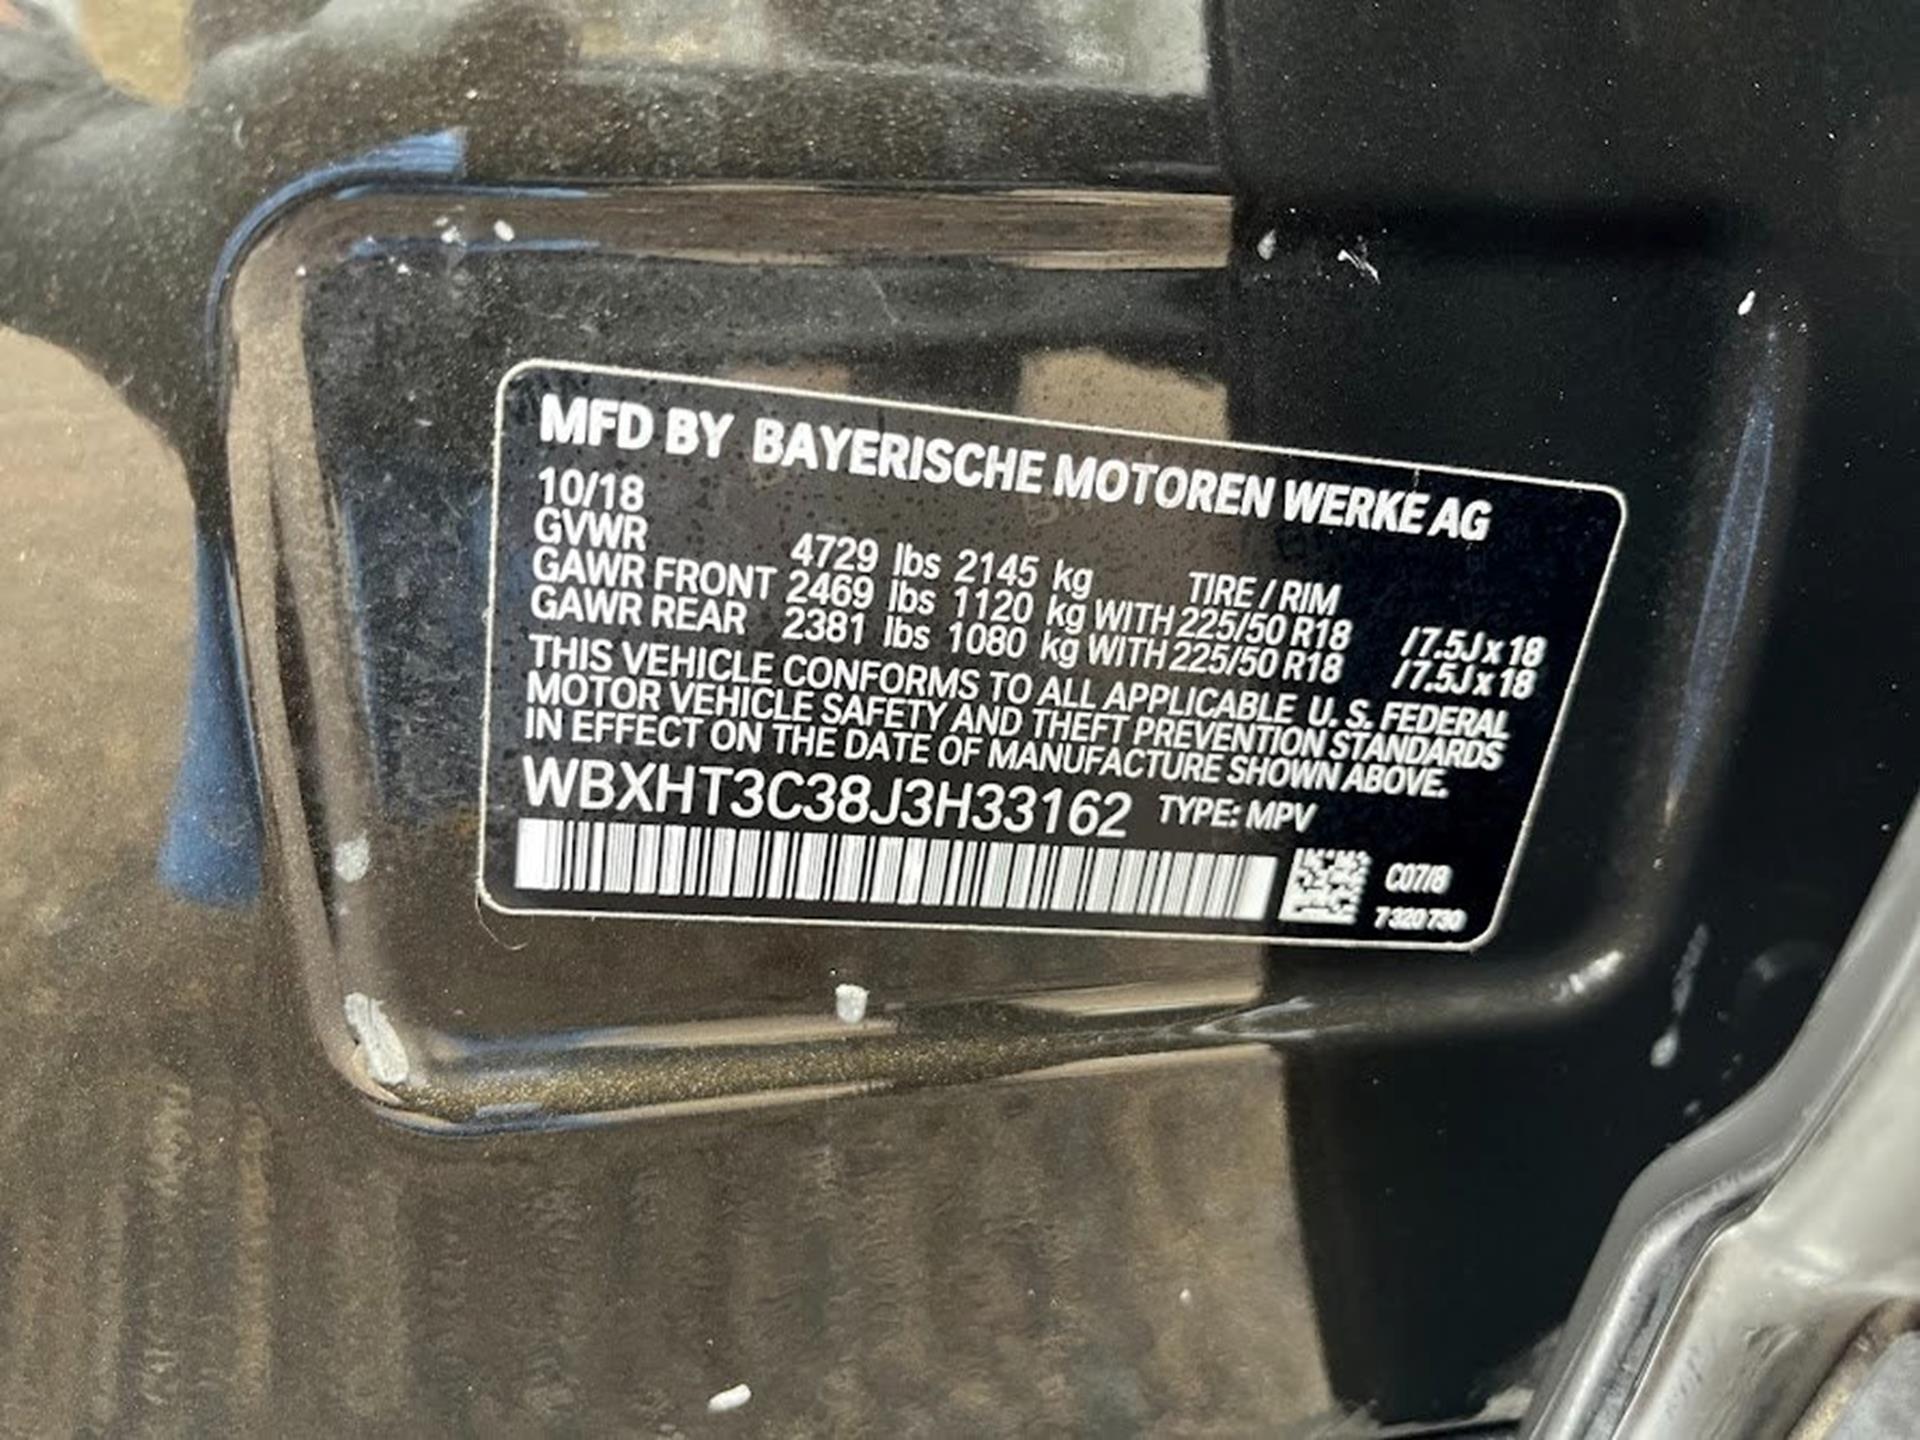 MFD BY BAYERISCHE MOTOREN WERKE AG
10/18
GVWR 4729 lbs 2145 kg TIRE / RIM
GAWR FRONT 2469 lbs 1120 kg WITH 225/50 R18 /7.5J x 18
GAWR REAR 2381 lbs 1080 kg WITH 225/50 R18 /7.5J x 18
THIS VEHICLE CONFORMS TO ALL APPLICABLE U. S. FEDERAL
MOTOR VEHICLE SAFETY AND THEFT PREVENTION STANDARDS
IN EFFECT ON THE DATE OF MANUFACTURE SHOWN ABOVE.
WBXHT3C38J3H33162 TYPE: MPV
C07/8
7 320 730